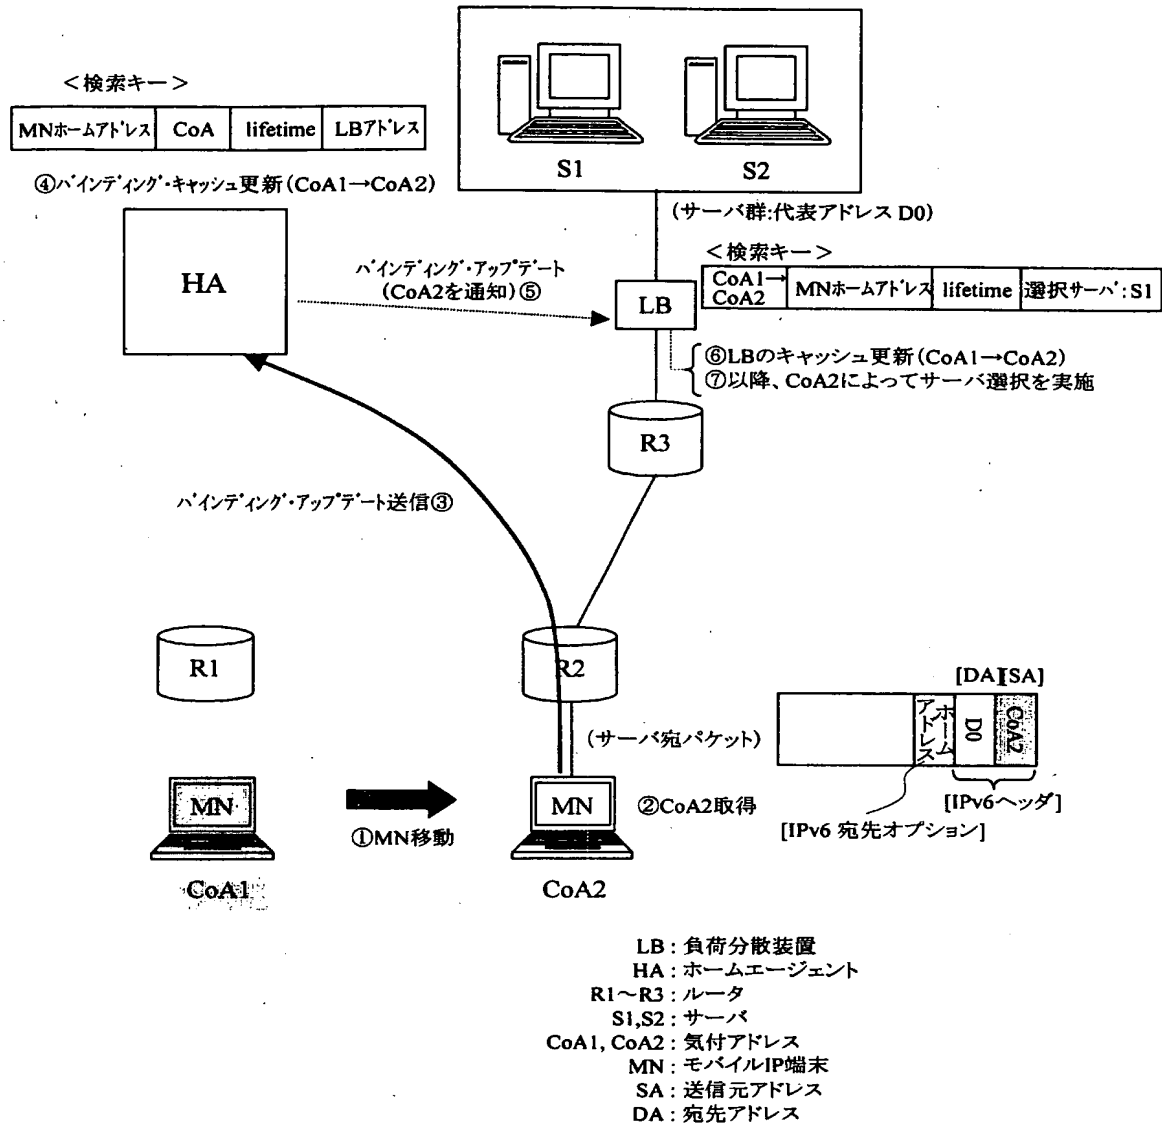 <検索キー>
MNホームアドレス CoA lifetime LBアドレス
④バインディング・キャッシュ更新(CoA1→CoA2)
HA
S1
S2
(サーバ群:代表アドレス D0)
<検索キー>
CoA1→
CoA2
MNホームアドレス lifetime 選択サーバ:S1
バインディング・アップデート
(CoA2を通知)⑤
LB
⑥LBのキャッシュ更新(CoA1→CoA2)
⑦以降、CoA2によってサーバ選択を実施
R3
バインディング・アップデート送信③
R1
R2
[DA][SA]
ホーム
アドレス
D0
CoA2
(サーバ宛パケット)
[IPv6ヘッダ]
[IPv6 宛先オプション]
MN
①MN移動
MN
②CoA2取得
CoA1
CoA2
LB : 負荷分散装置
HA : ホームエージェント
R1～R3 : ルータ
S1,S2 : サーバ
CoA1, CoA2 : 気付アドレス
MN : モバイルIP端末
SA : 送信元アドレス
DA : 宛先アドレス